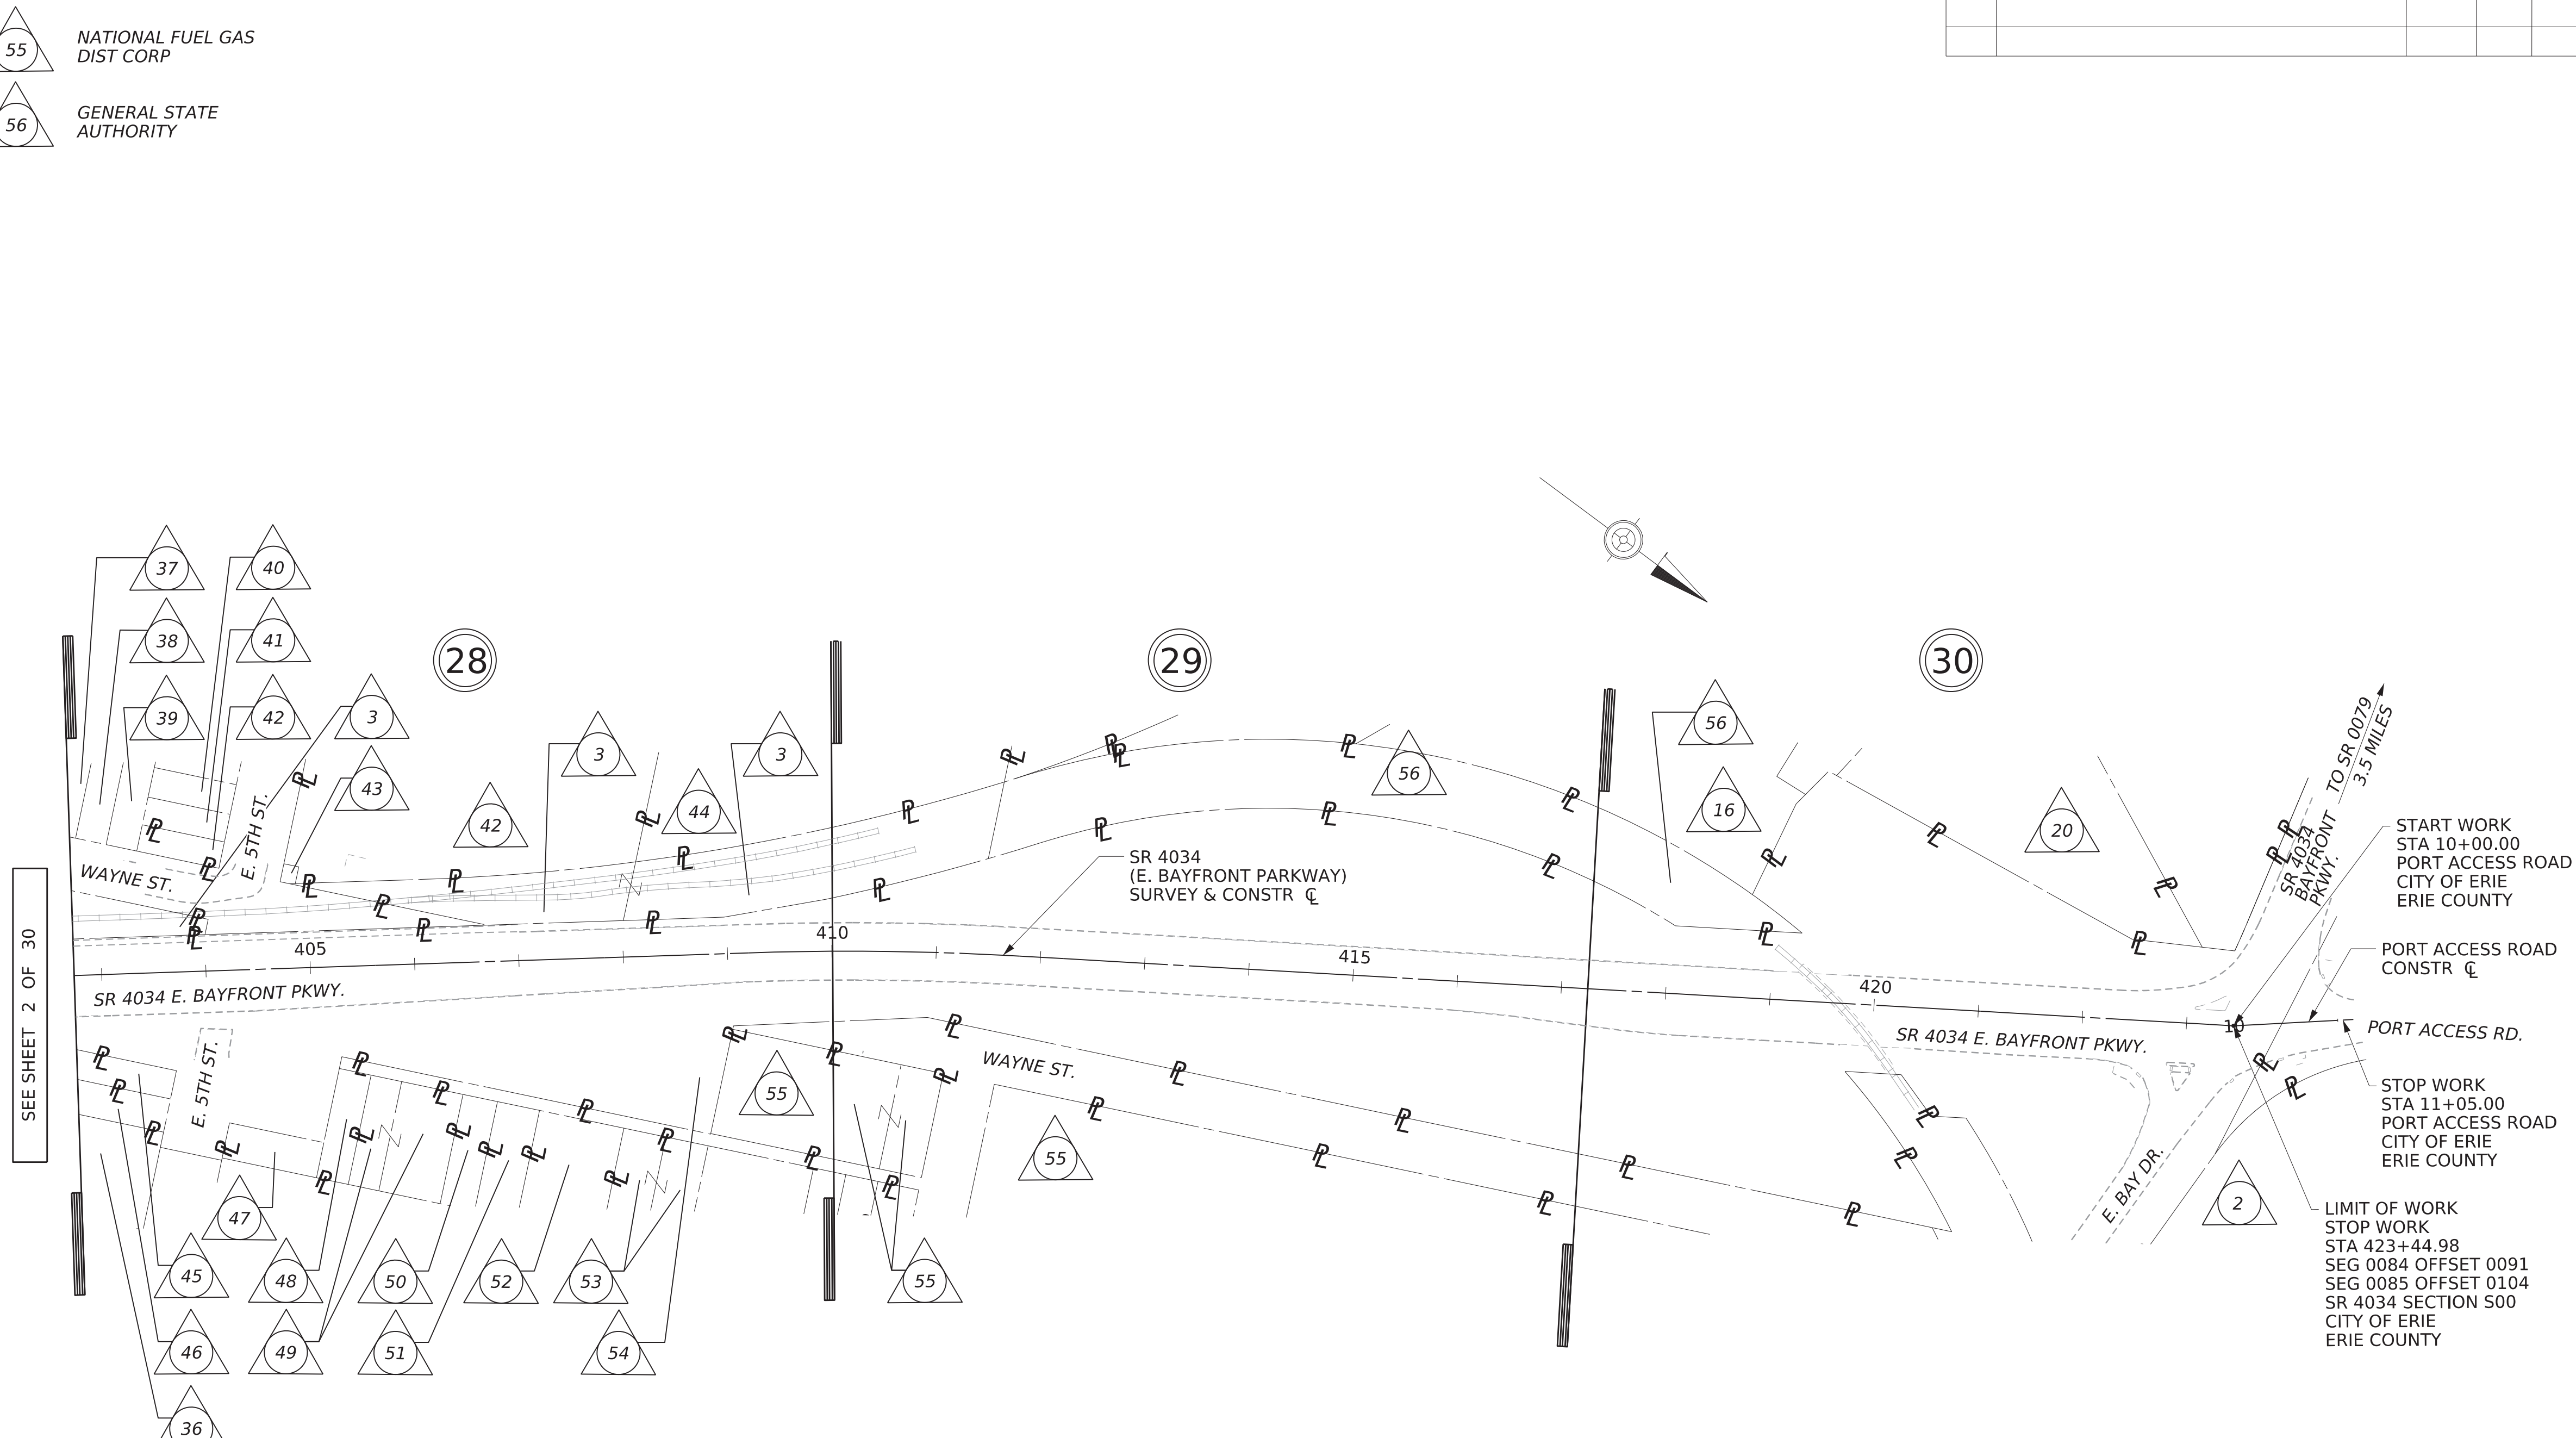 55
NATIONAL FUEL GAS
DIST CORP
56
GENERAL STATE
AUTHORITY
37
40
38
41
39
42
3
43
28
29
30
42
3
44
3
56
56
16
20
TO SR 0079
3.5 MILES
SR 4034
BAYFRONT
PKWY.
WAYNE ST.
E. 5TH ST.
SR 4034
(E. BAYFRONT PARKWAY)
SURVEY & CONSTR ℄
START WORK
STA 10+00.00
PORT ACCESS ROAD
CITY OF ERIE
ERIE COUNTY
PORT ACCESS ROAD
CONSTR ℄
405
410
415
420
10
SEE SHEET 2 OF 30
SR 4034 E. BAYFRONT PKWY.
SR 4034 E. BAYFRONT PKWY.
PORT ACCESS RD.
E. 5TH ST.
WAYNE ST.
55
55
55
STOP WORK
STA 11+05.00
PORT ACCESS ROAD
CITY OF ERIE
ERIE COUNTY
E. BAY DR.
2
LIMIT OF WORK
STOP WORK
STA 423+44.98
SEG 0084 OFFSET 0091
SEG 0085 OFFSET 0104
SR 4034 SECTION S00
CITY OF ERIE
ERIE COUNTY
47
45
48
50
52
53
46
49
51
54
36